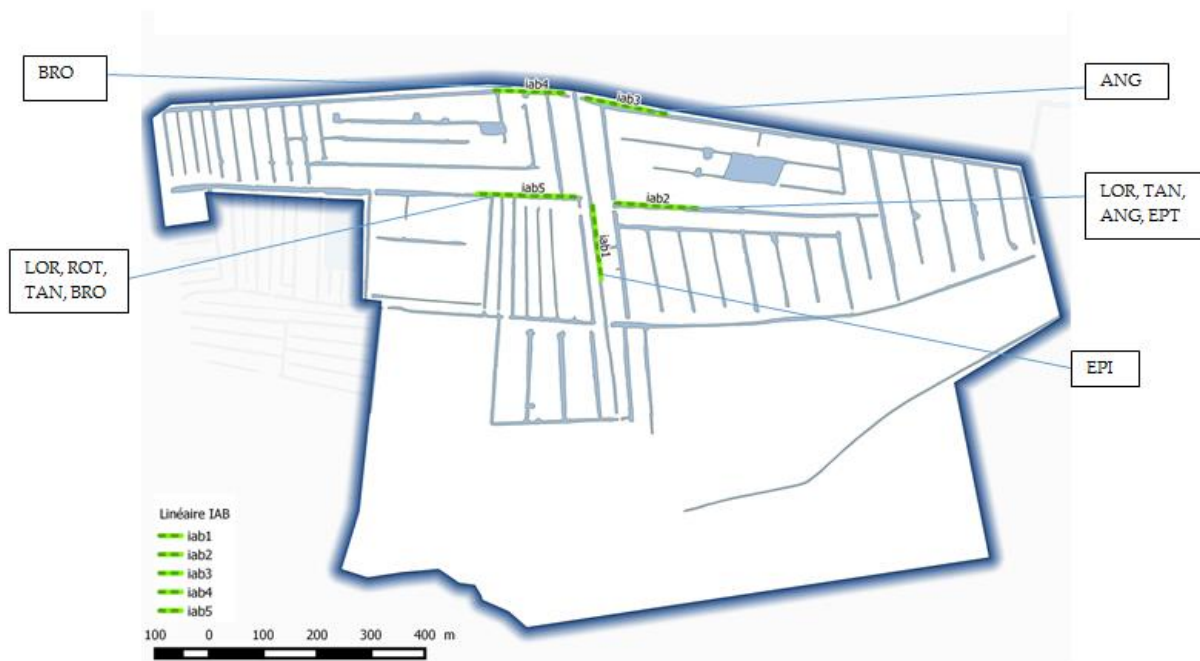 BRO
ANG
iab4
iab3
iab5
iab2
iab1
LOR, TAN,
ANG, EPT
LOR, ROT,
TAN, BRO
EPI
Linéaire IAB
iab1
iab2
iab3
iab4
iab5
100 0 100 200 300 400 m